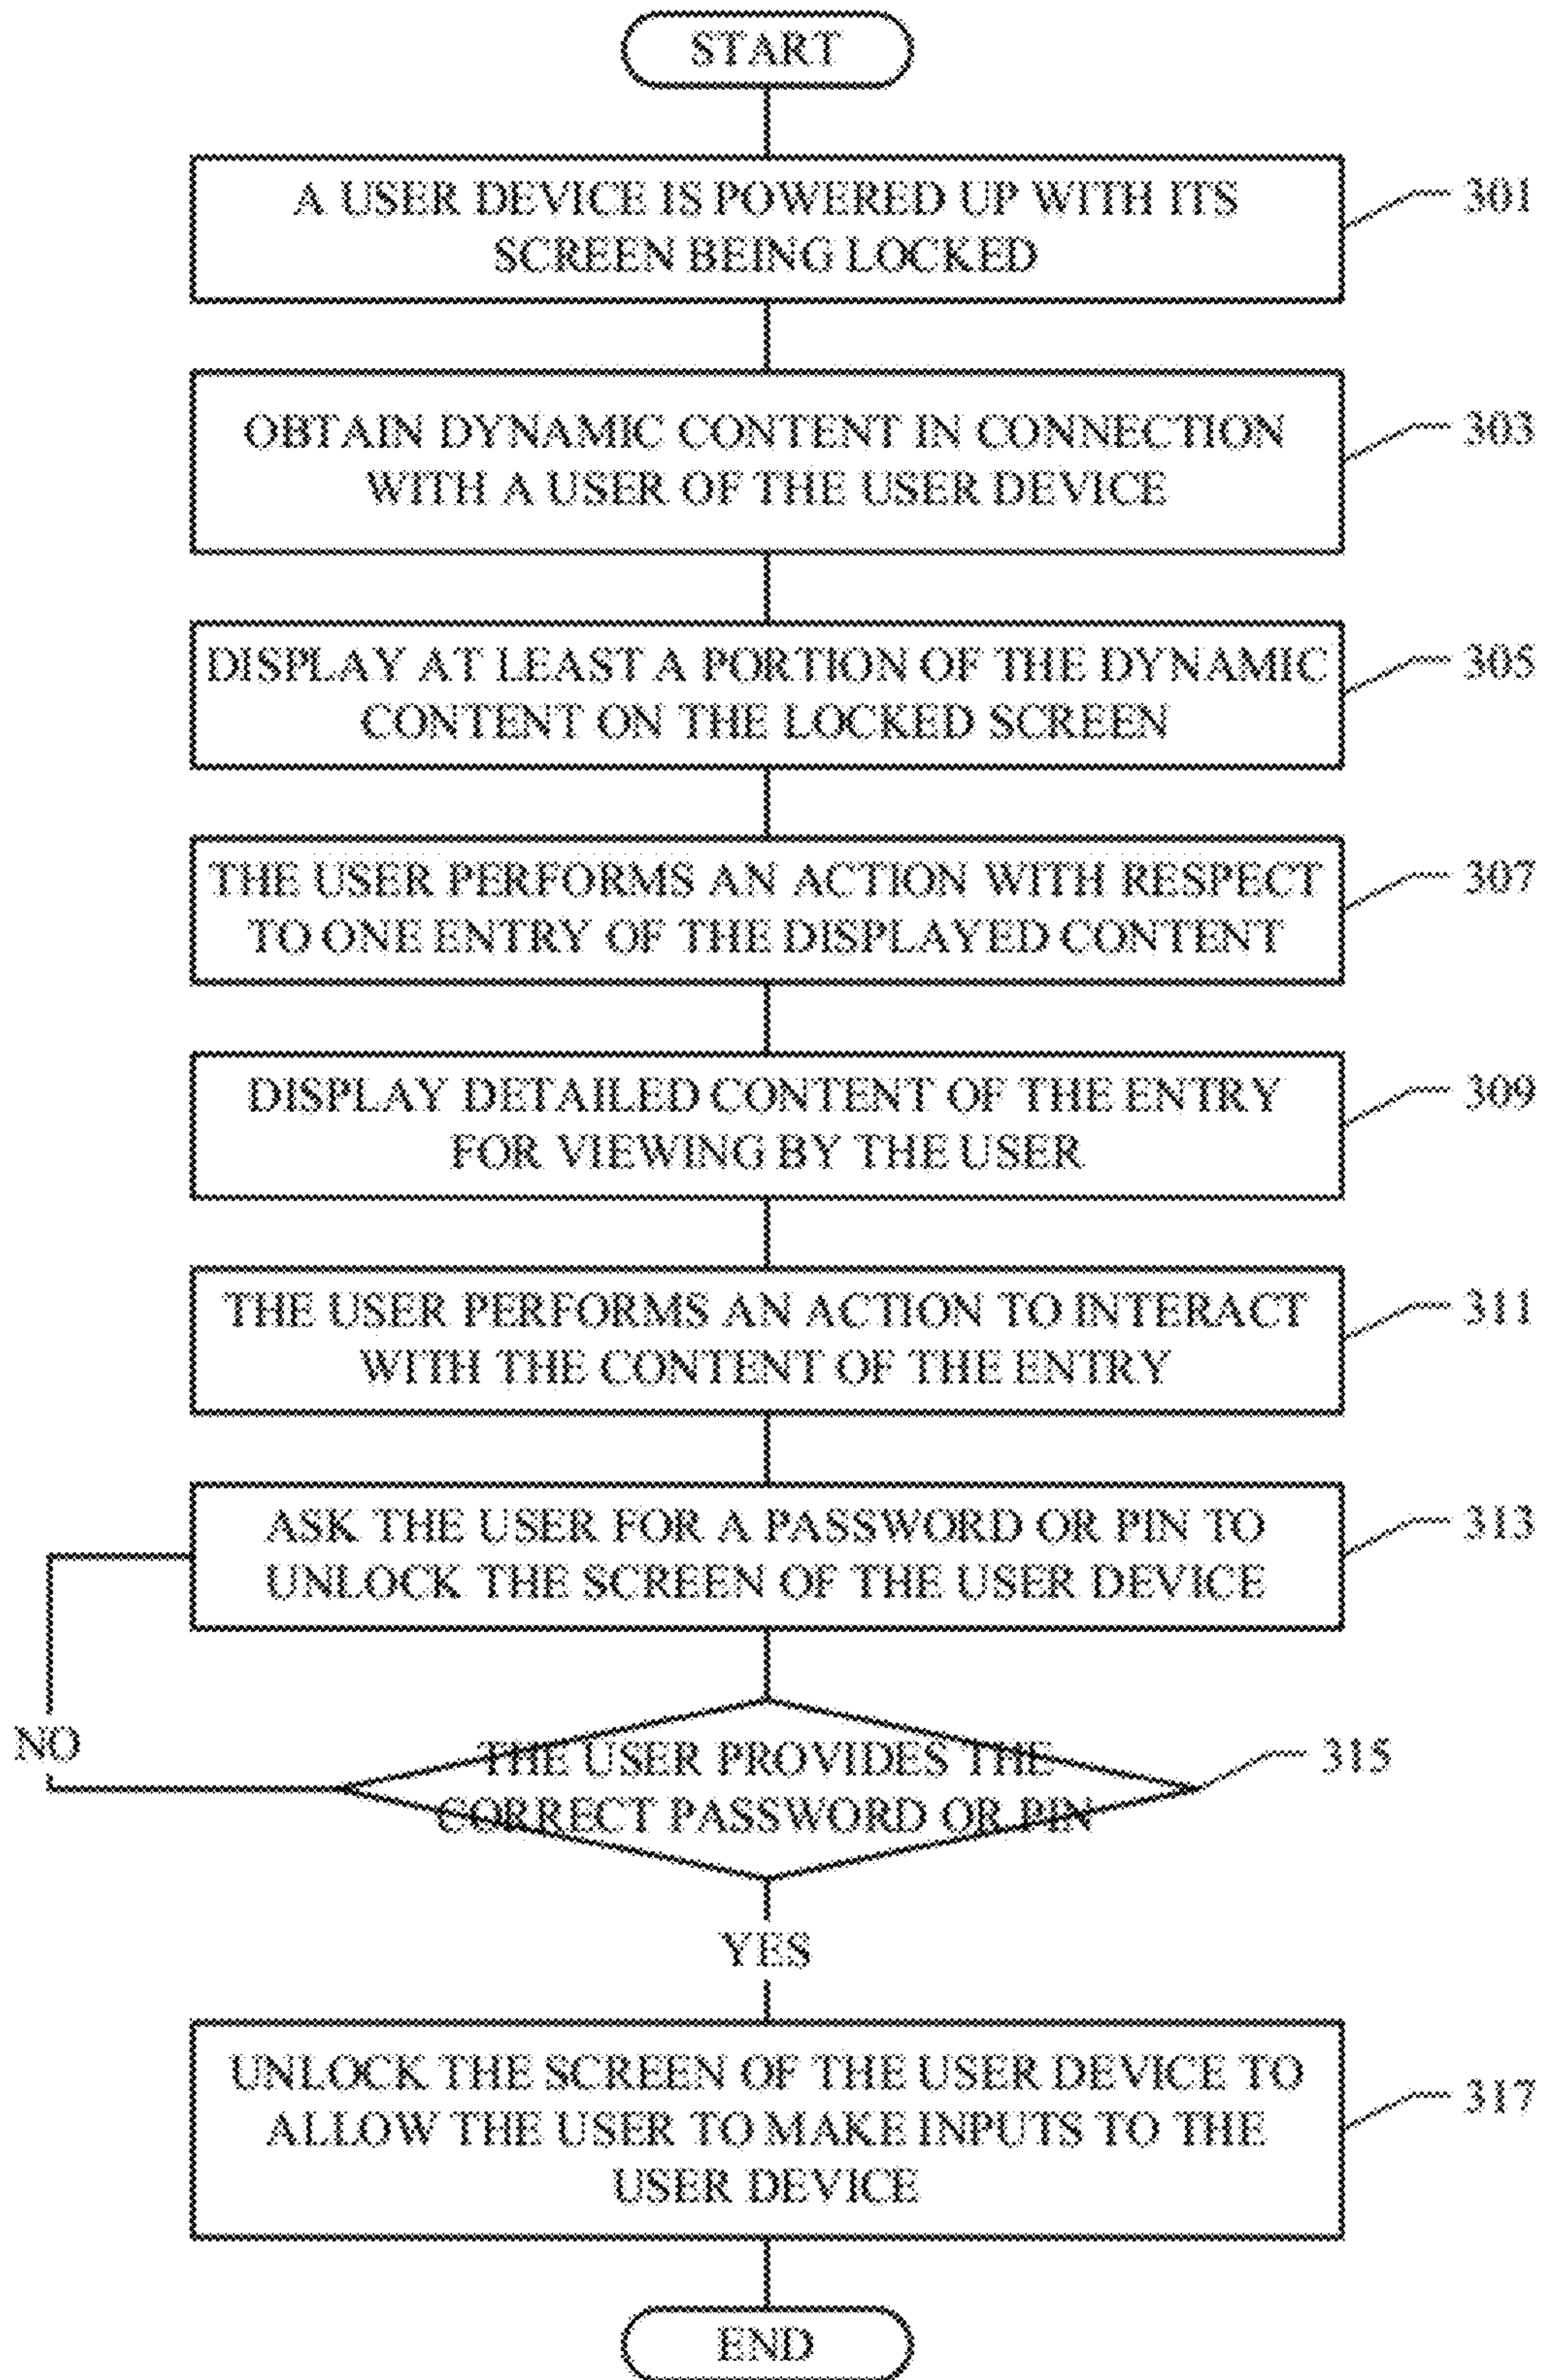 START
A USER DEVICE IS POWERED UP WITH ITS
SCREEN BEING LOCKED
301
OBTAIN DYNAMIC CONTENT IN CONNECTION
WITH A USER OF THE USER DEVICE
303
DISPLAY AT LEAST A PORTION OF THE DYNAMIC
CONTENT ON THE LOCKED SCREEN
305
THE USER PERFORMS AN ACTION WITH RESPECT
TO ONE ENTRY OF THE DISPLAYED CONTENT
307
DISPLAY DETAILED CONTENT OF THE ENTRY
FOR VIEWING BY THE USER
309
THE USER PERFORMS AN ACTION TO INTERACT
WITH THE CONTENT OF THE ENTRY
311
ASK THE USER FOR A PASSWORD OR PIN TO
UNLOCK THE SCREEN OF THE USER DEVICE
313
NO
THE USER PROVIDES THE
CORRECT PASSWORD OR PIN
315
YES
UNLOCK THE SCREEN OF THE USER DEVICE TO
ALLOW THE USER TO MAKE INPUTS TO THE
USER DEVICE
317
END